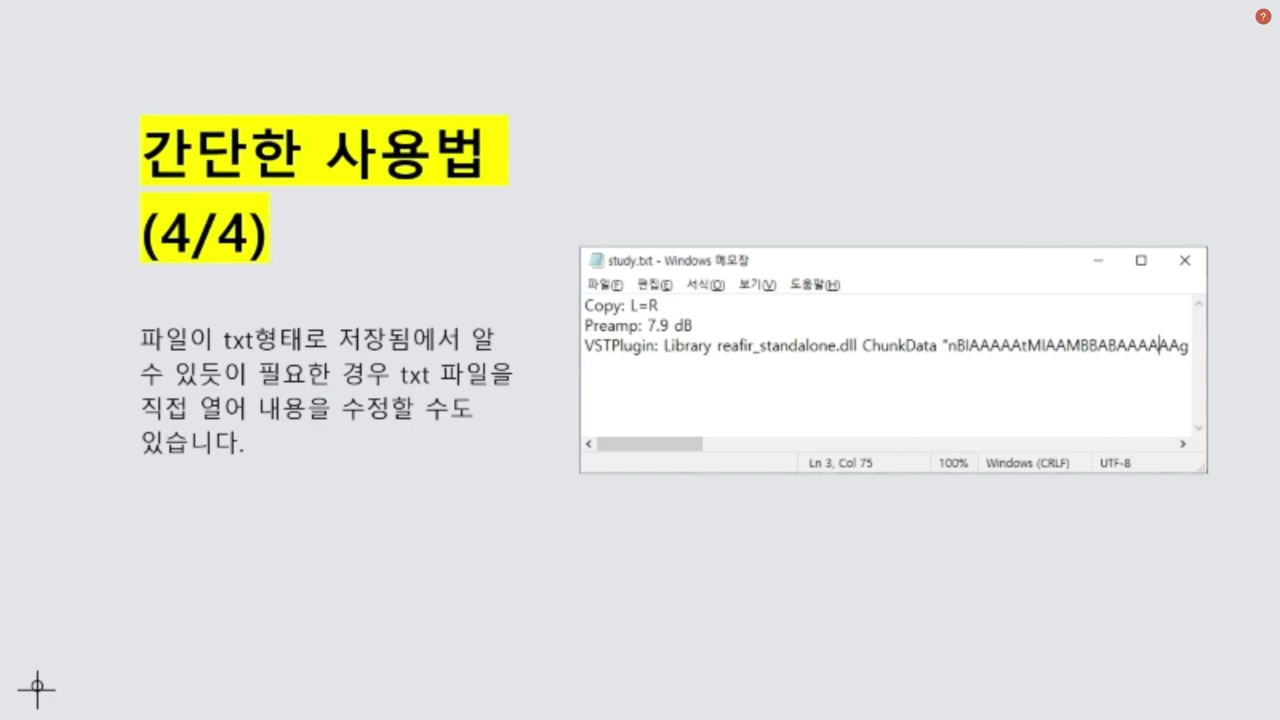 ?
간단한 사용법
(4/4)
파일이 txt형태로 저장됨에서 알
수 있듯이 필요한 경우 txt 파일을
직접 열어 내용을 수정할 수도
있습니다.
study.txt - Windows 메모장
파일(F) 편집(E) 서식(O) 보기(V) 도움말(H)
Copy: L=R
Preamp: 7.9 dB
VSTPlugin: Library reafir_standalone.dll ChunkData "nBIAAAAAtMIAAMBBABAAAAAAAg
Ln 3, Col 75 100% Windows (CRLF) UTF-8